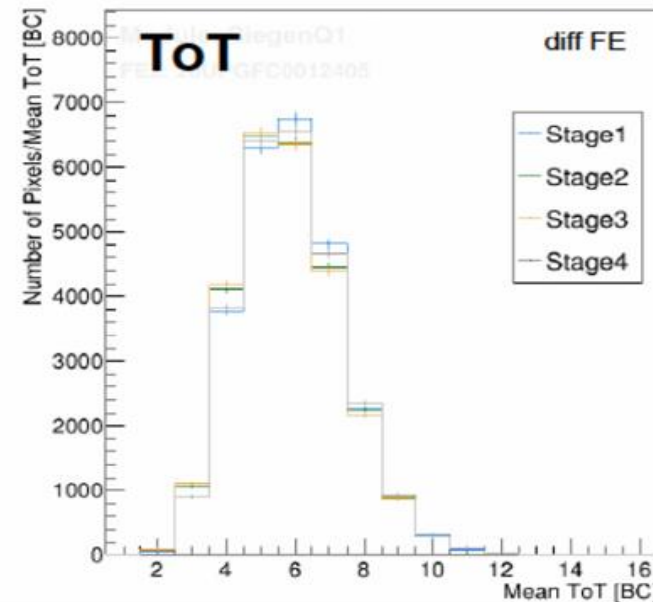 ToT
diff FE
Number of Pixels/Mean ToT [BC]
8000
7000
6000
5000
4000
3000
2000
1000
0
Stage1
Stage2
Stage3
Stage4
2 4 6 8 10 12 14 16
Mean ToT [BC